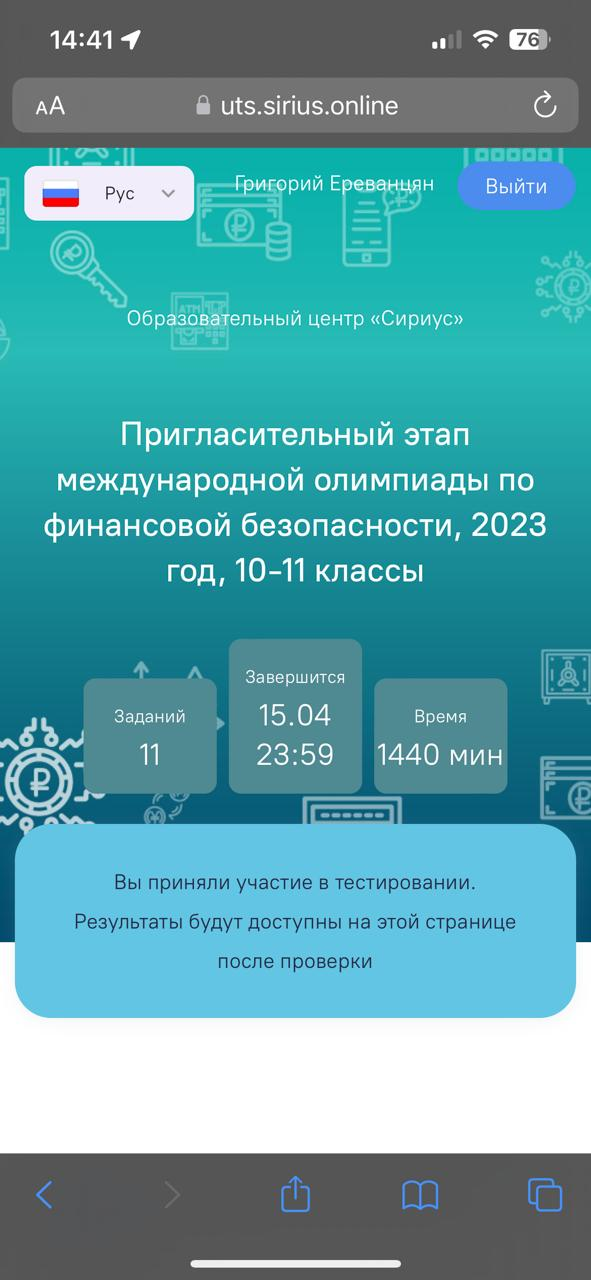 14:41
76
AA
uts.sirius.online
Рус
Григорий Ереванцян
Выйти
ATM
Образовательный центр «Сириус»
Пригласительный этап
международной олимпиады по
финансовой безопасности, 2023
год, 10-11 классы
Заданий
11
Завершится
15.04
23:59
Время
1440 мин
Вы приняли участие в тестировании.
Результаты будут доступны на этой странице
после проверки